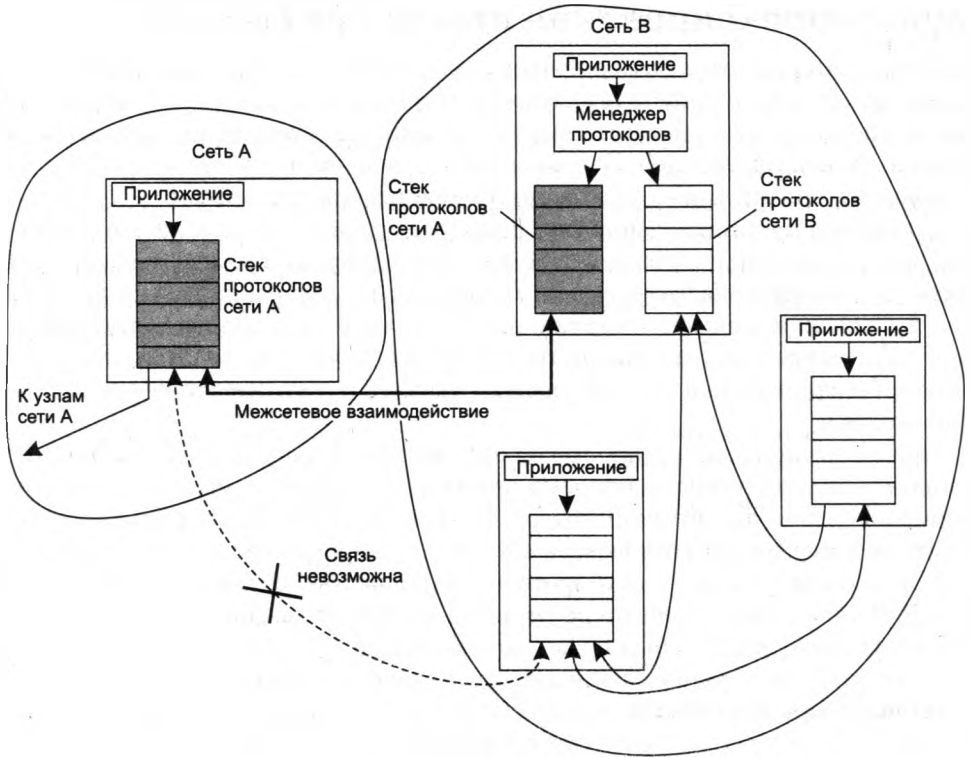 Сеть В
Приложение
Менеджер
протоколов
Сеть А
Приложение
Стек
протоколов
сети А
Стек
протоколов
сети А
Стек
протоколов
сети В
Приложение
К узлам
сети А
Межсетевое взаимодействие
Приложение
Связь
невозможна